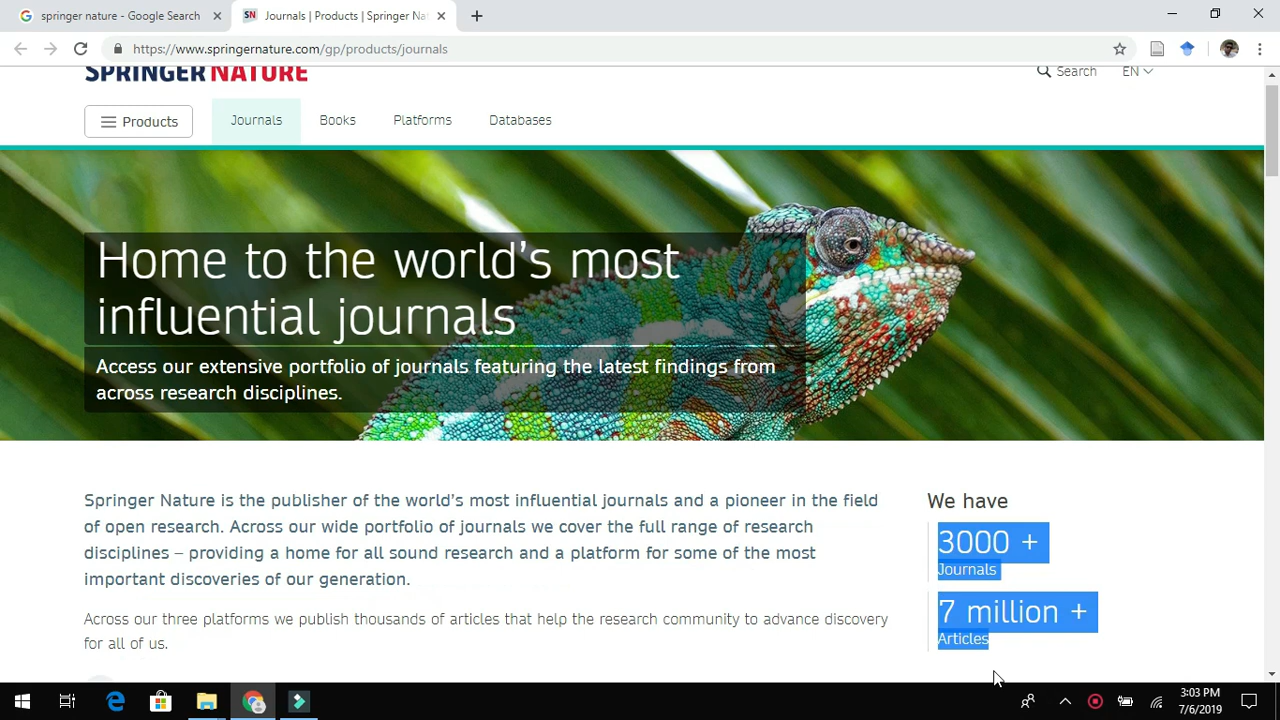 springer nature - Google Search
SN
Journals | Products | Springer Na
https://www.springernature.com/gp/products/journals
SPRINGER NATURE
Search
EN
Products
Journals
Books
Platforms
Databases
Home to the world's most
influential journals
Access our extensive portfolio of journals featuring the latest findings from
across research disciplines.
Springer Nature is the publisher of the world's most influential journals and a pioneer in the field
of open research. Across our wide portfolio of journals we cover the full range of research
disciplines – providing a home for all sound research and a platform for some of the most
important discoveries of our generation.
Across our three platforms we publish thousands of articles that help the research community to advance discovery
for all of us.
We have
3000 +
Journals
7 million +
Articles
3:03 PM
7/6/2019